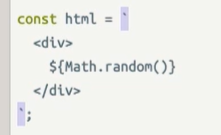 const html = `
<div>
${Math.random()}
</div>
`;